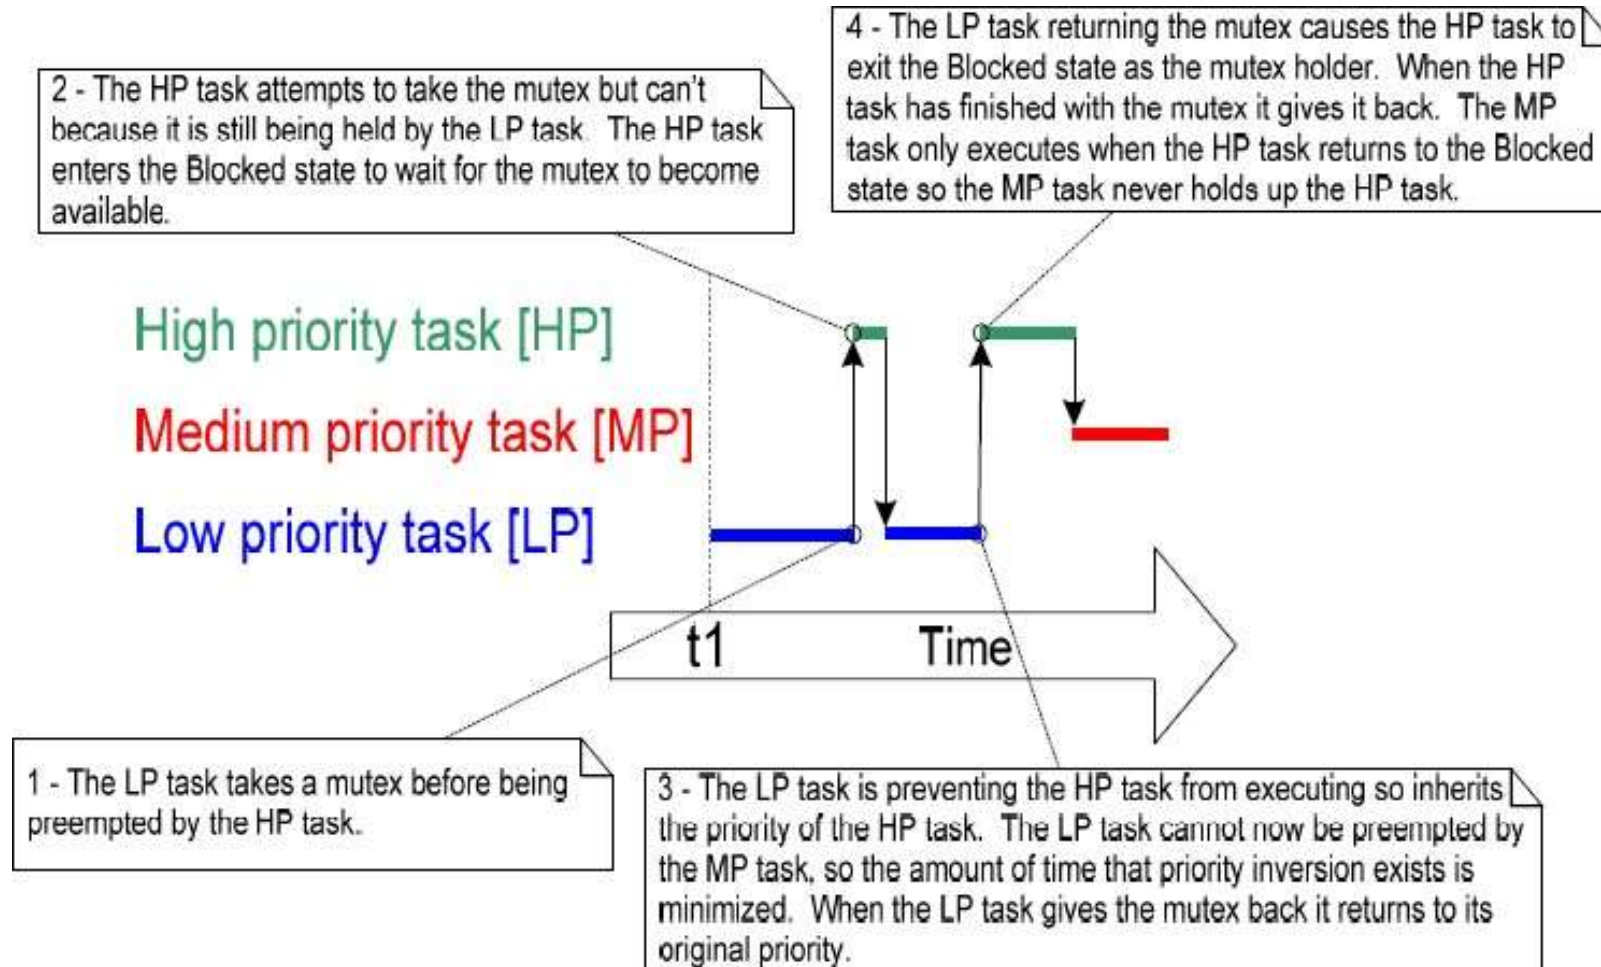 2 - The HP task attempts to take the mutex but can't
because it is still being held by the LP task. The HP task
enters the Blocked state to wait for the mutex to become
available.
4 - The LP task returning the mutex causes the HP task to
exit the Blocked state as the mutex holder. When the HP
task has finished with the mutex it gives it back. The MP
task only executes when the HP task returns to the Blocked
state so the MP task never holds up the HP task.
High priority task [HP]
Medium priority task [MP]
Low priority task [LP]
t1 Time
1 - The LP task takes a mutex before being
preempted by the HP task.
3 - The LP task is preventing the HP task from executing so inherits
the priority of the HP task. The LP task cannot now be preempted by
the MP task, so the amount of time that priority inversion exists is
minimized. When the LP task gives the mutex back it returns to its
original priority.